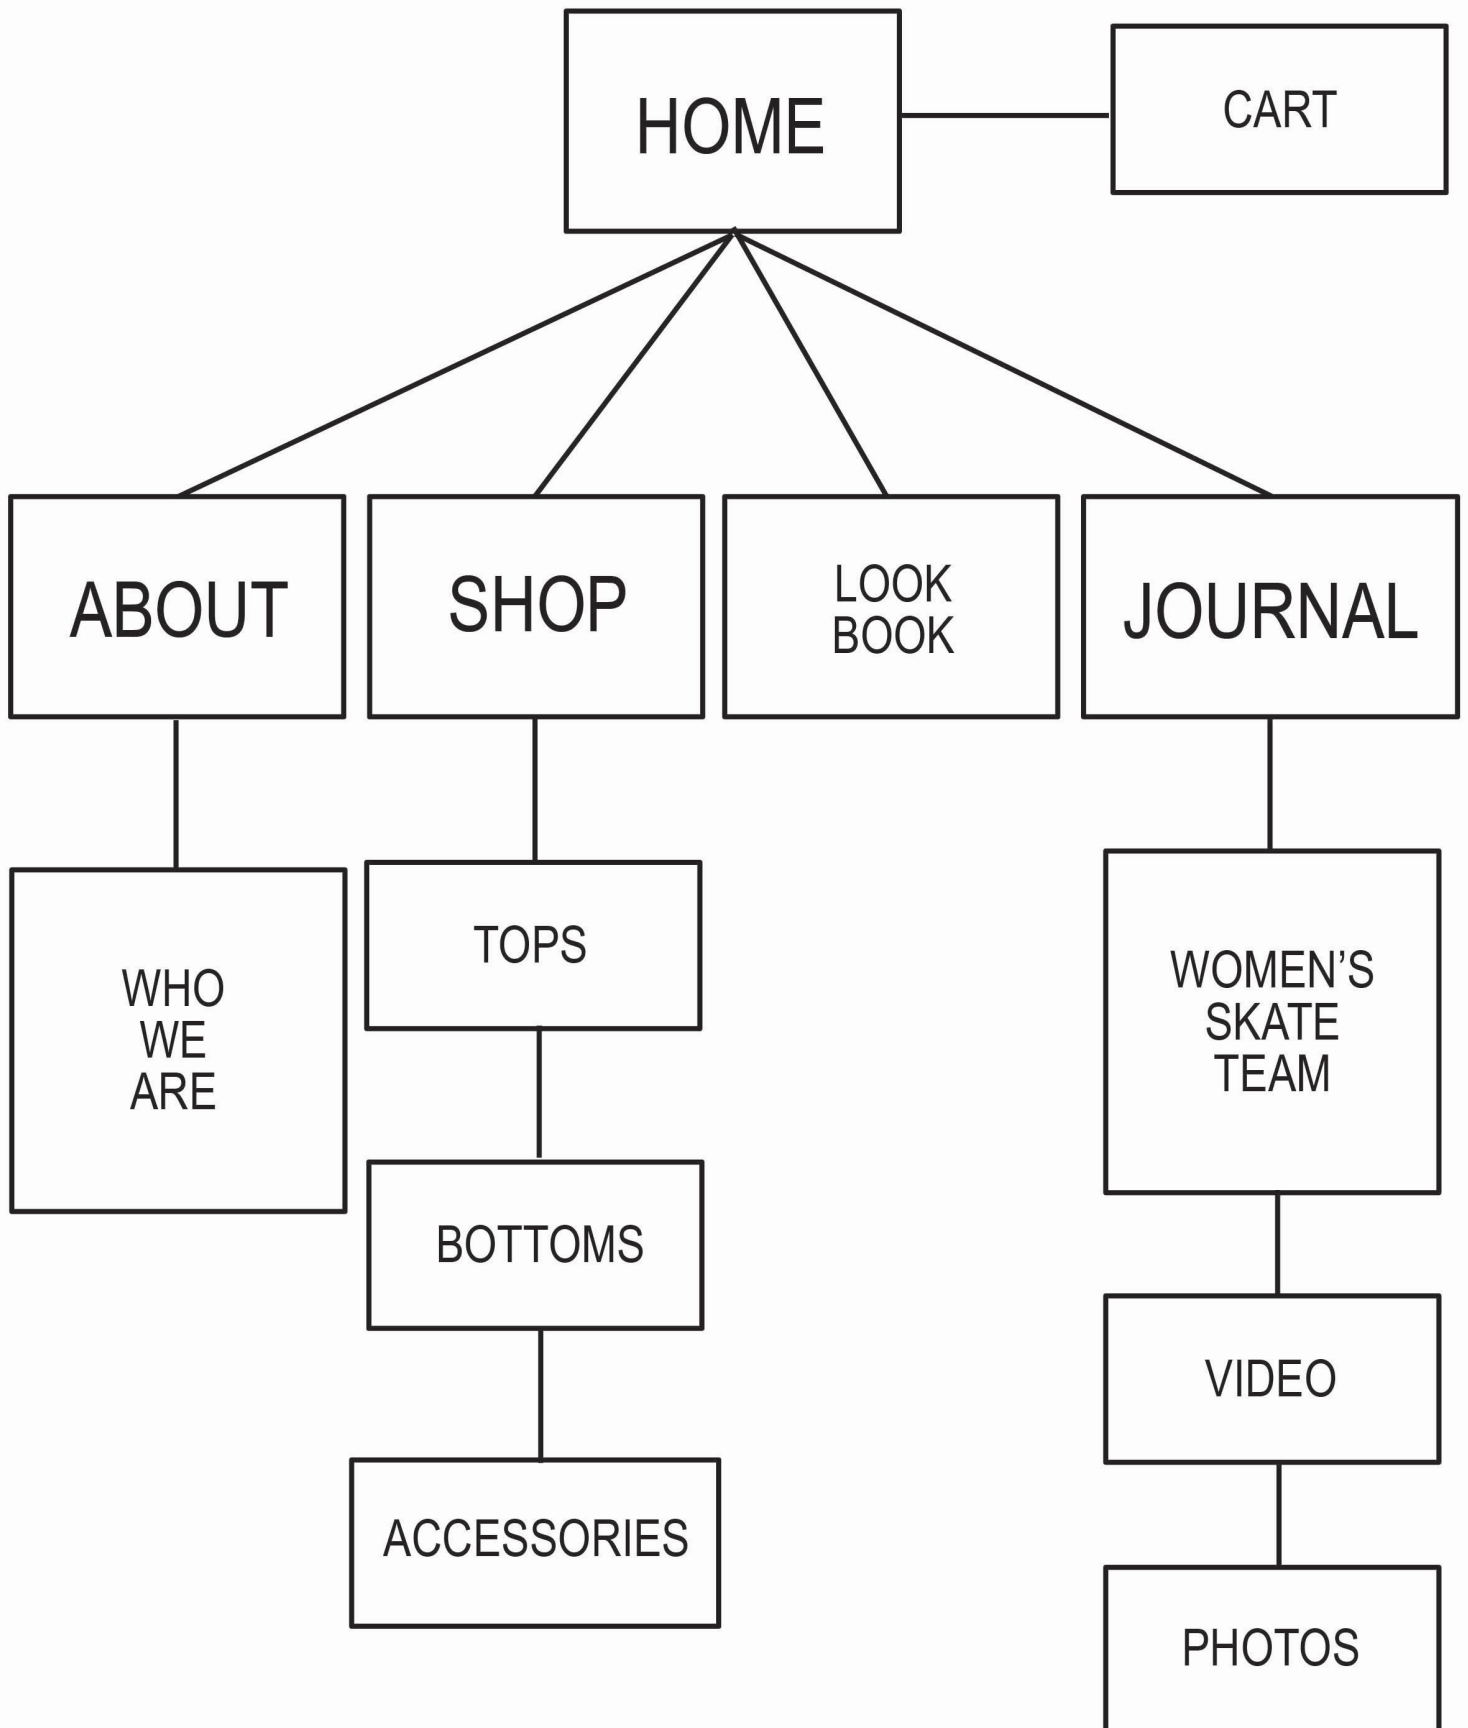 HOME
CART
ABOUT
SHOP
LOOK
BOOK
JOURNAL
WHO
WE
ARE
TOPS
BOTTOMS
ACCESSORIES
WOMEN’S
SKATE
TEAM
VIDEO
PHOTOS